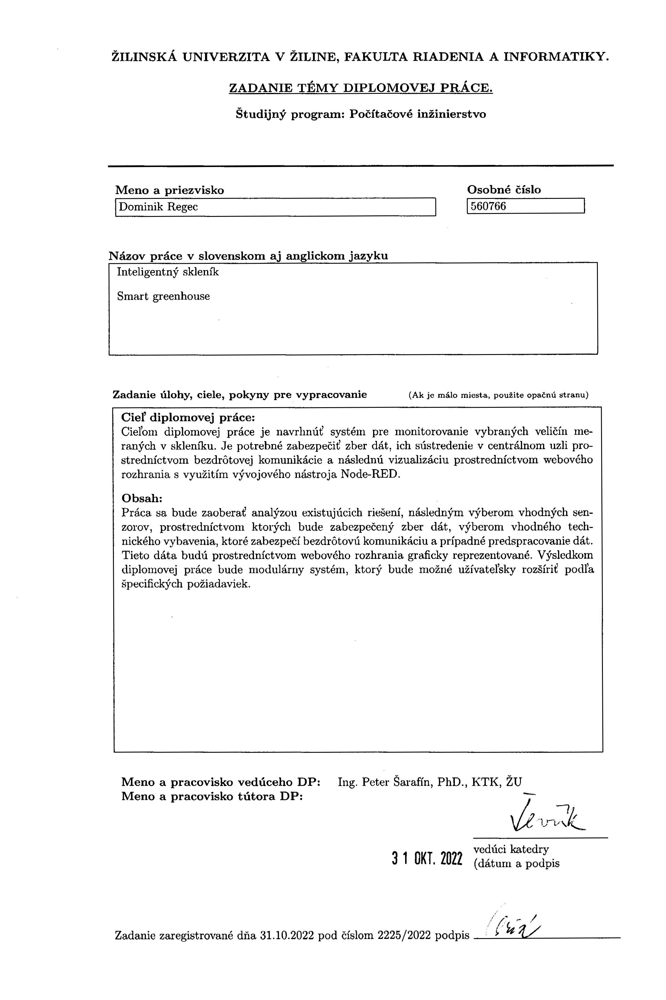 ŽILINSKÁ UNIVERZITA V ŽILINE, FAKULTA RIADENIA A INFORMATIKY.
ZADANIE TÉMY DIPLOMOVEJ PRÁCE.
Študijný program: Počítačové inžinierstvo
Meno a priezvisko
Osobné číslo
Dominik Regec
560766
Názov práce v slovenskom aj anglickom jazyku
Inteligentný skleník
Smart greenhouse
Zadanie úlohy, ciele, pokyny pre vypracovanie (Ak je málo miesta, použite opačnú stranu)
Cieľ diplomovej práce:
Cieľom diplomovej práce je navrhnúť systém pre monitorovanie vybraných veličín me-
raných v skleníku. Je potrebné zabezpečiť zber dát, ich sústredenie v centrálnom uzli pro-
stredníctvom bezdrôtovej komunikácie a následnú vizualizáciu prostredníctvom webového
rozhrania s využitím vývojového nástroja Node-RED.
Obsah:
Práca sa bude zaoberať analýzou existujúcich riešení, následným výberom vhodných sen-
zorov, prostredníctvom ktorých bude zabezpečený zber dát, výberom vhodného tech-
nického vybavenia, ktoré zabezpečí bezdrôtovú komunikáciu a prípadné predspracovanie dát.
Tieto dáta budú prostredníctvom webového rozhrania graficky reprezentované. Výsledkom
diplomovej práce bude modulárny systém, ktorý bude možné užívateľsky rozšíriť podľa
špecifických požiadaviek.
Meno a pracovisko vedúceho DP: Ing. Peter Šarafín, PhD., KTK, ŽU
Meno a pracovisko tútora DP:
vedúci katedry
31 OKT. 2022
(dátum a podpis
Zadanie zaregistrované dňa 31.10.2022 pod číslom 2225/2022 podpis